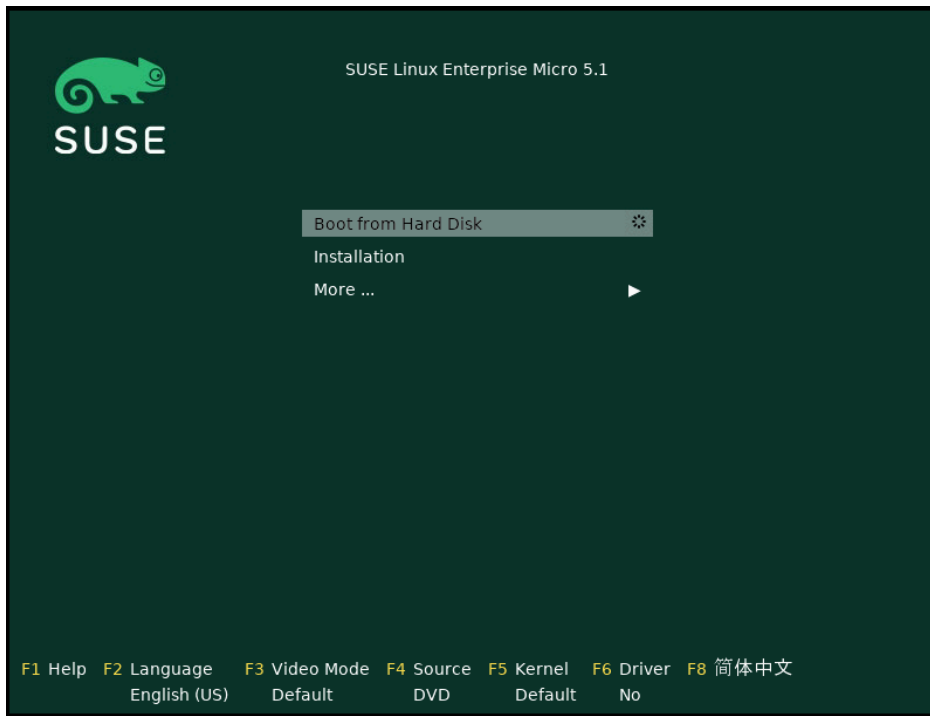 SUSE Linux Enterprise Micro 5.1
SUSE
Boot from Hard Disk
Installation
More ...
F1 Help F2 Language F3 Video Mode F4 Source F5 Kernel F6 Driver F8 简体中文
English (US) Default DVD Default No